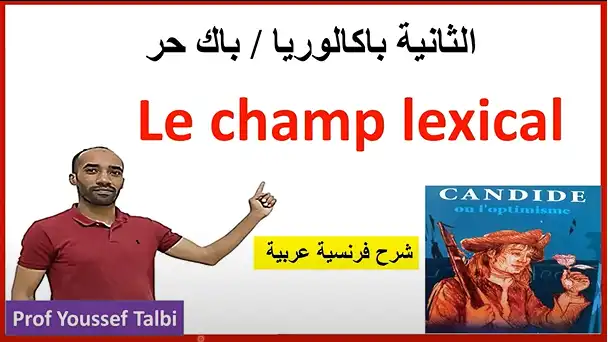 الثانية باكالوريا / باك حر
Le champ lexical
CANDIDE
ou l'optimisme
شرح فرنسية عربية
Prof Youssef Talbi